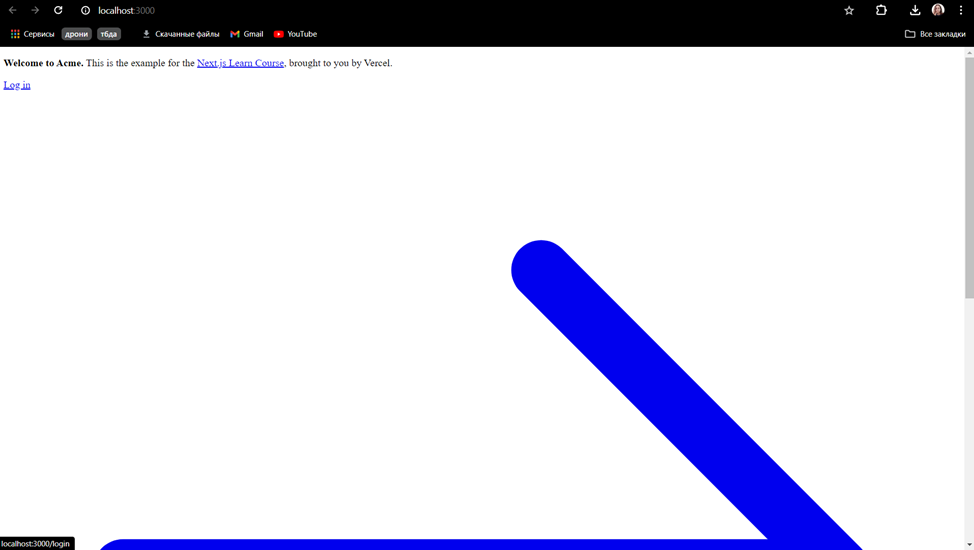 localhost:3000
Сервисы дрони тбда Скачанные файлы Gmail YouTube Все закладки
Welcome to Acme. This is the example for the Next.js Learn Course, brought to you by Vercel.
Log in
localhost:3000/login